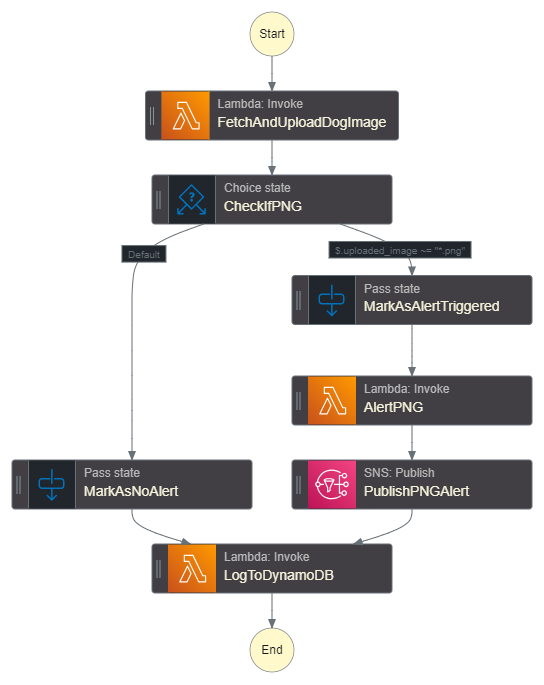 Start
Lambda: Invoke
FetchAndUploadDogImage
Choice state
CheckIfPNG
Default
$.uploaded_image ~= "*.png"
Pass state
MarkAsAlertTriggered
Lambda: Invoke
AlertPNG
Pass state
MarkAsNoAlert
SNS: Publish
PublishPNGAlert
Lambda: Invoke
LogToDynamoDB
End